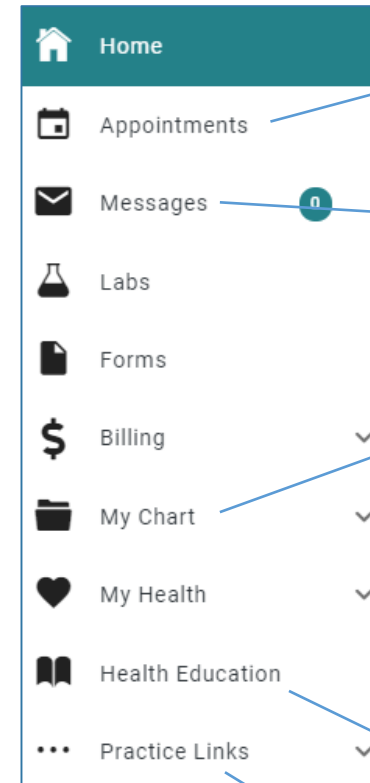 Home
Appointments
Messages 0
Labs
Forms
Billing
My Chart
My Health
Health Education
Practice Links